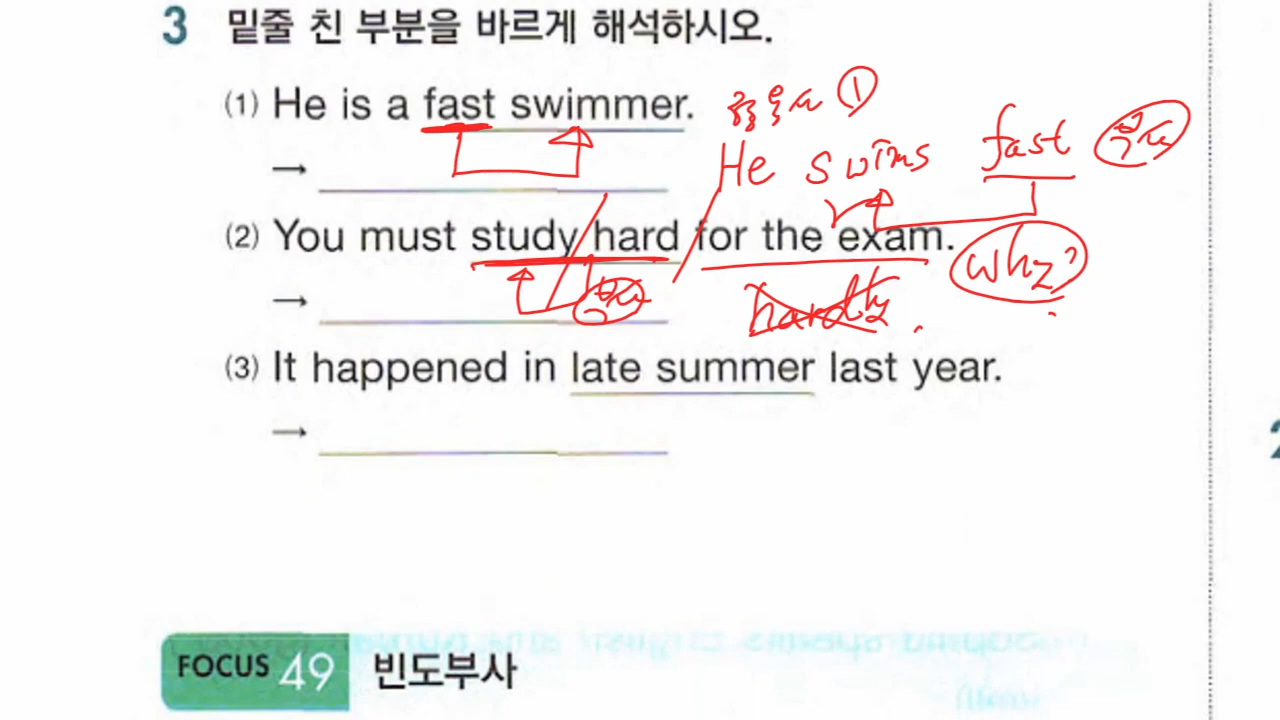 3 밑줄 친 부분을 바르게 해석하시오.
(1) He is a fast swimmer.
형용사 ①
He swims fast 부사
→
(2) You must study hard for the exam.
why?
→ 부사
hardly
(3) It happened in late summer last year.
→
2
FOCUS 49 빈도부사